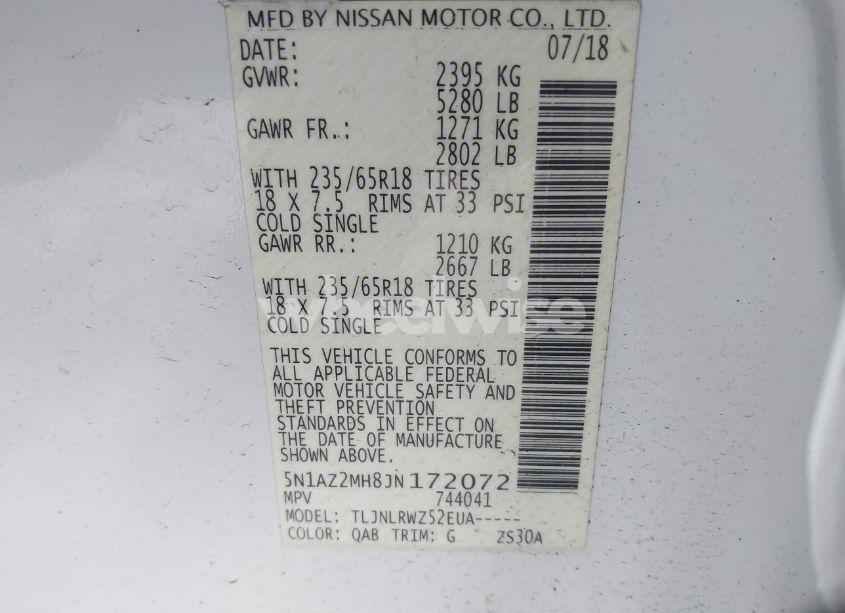 MFD BY NISSAN MOTOR CO., LTD.
DATE: 07/18
GVWR: 2395 KG
5280 LB
GAWR FR.: 1271 KG
2802 LB
WITH 235/65R18 TIRES
18 X 7.5 RIMS AT 33 PSI
COLD SINGLE
GAWR RR.: 1210 KG
2667 LB
WITH 235/65R18 TIRES
18 X 7.5 RIMS AT 33 PSI
COLD SINGLE
wheelwise
THIS VEHICLE CONFORMS TO
ALL APPLICABLE FEDERAL
MOTOR VEHICLE SAFETY AND
THEFT PREVENTION
STANDARDS IN EFFECT ON
THE DATE OF MANUFACTURE
SHOWN ABOVE.
5N1AZ2MH8JN172072
MPV 744041
MODEL: TLJNLRWZ52EUA-----
COLOR: QAB TRIM: G ZS30A